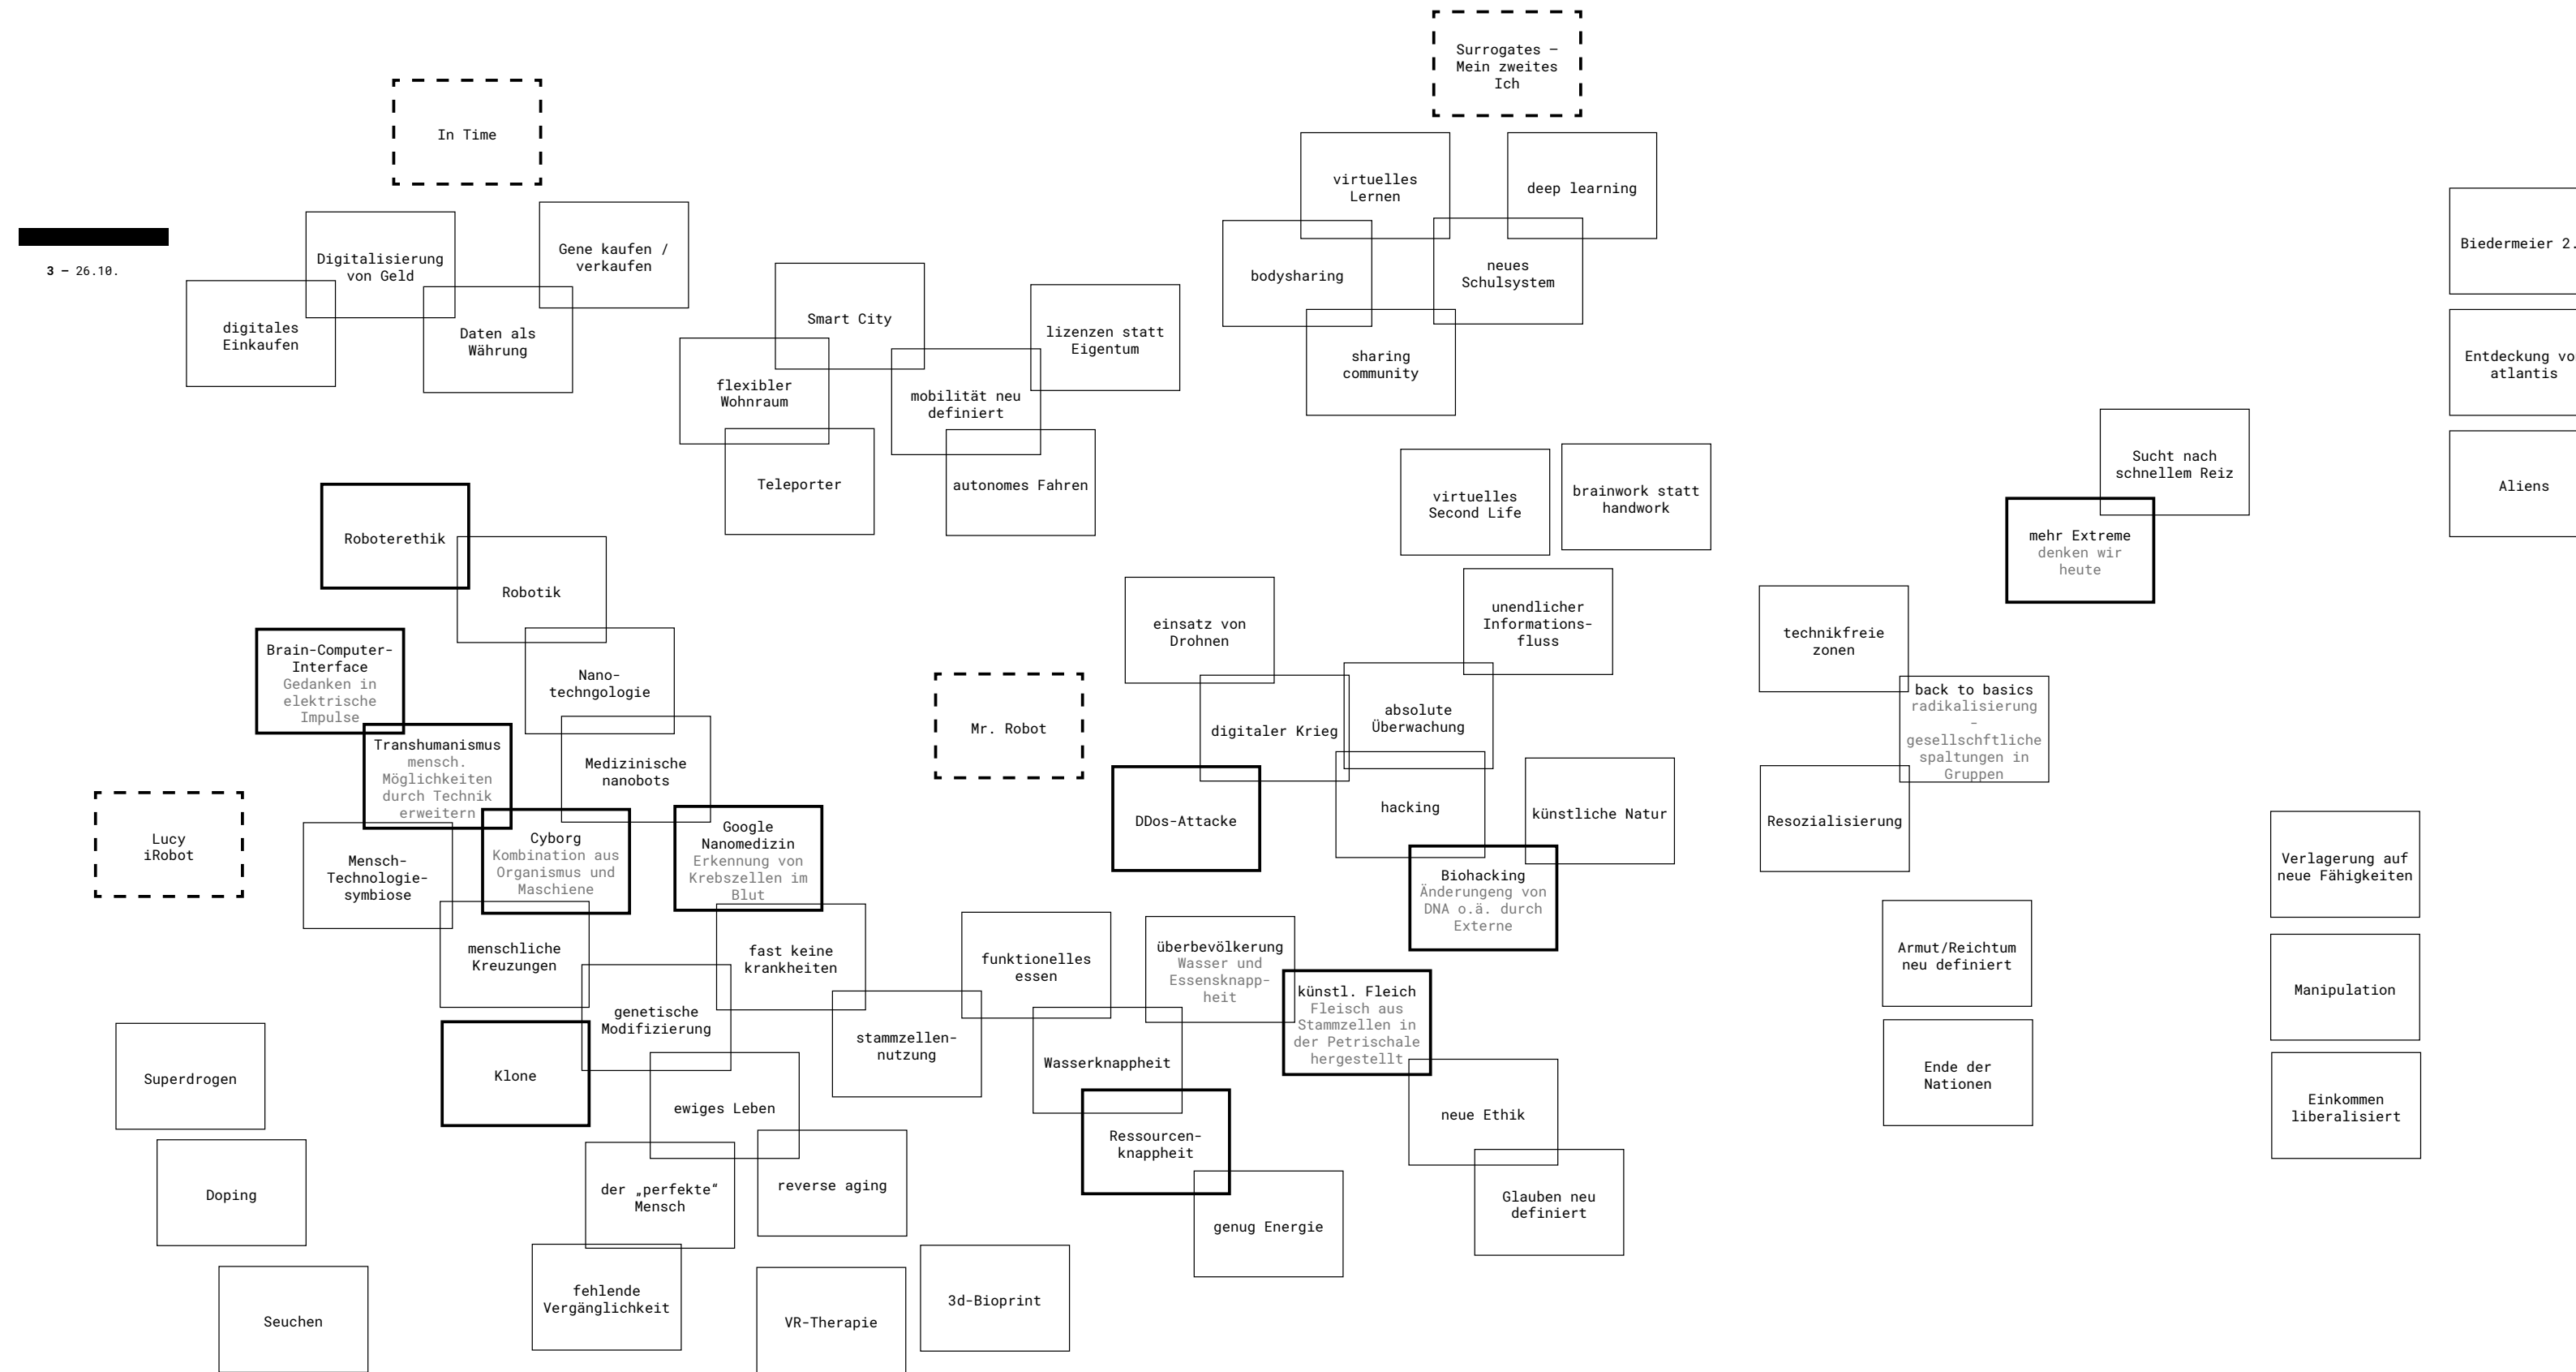 Surrogates –
Mein zweites
Ich
In Time
3 – 26.10.
Digitalisierung
von Geld
Gene kaufen /
verkaufen
digitales
Einkaufen
Daten als
Währung
Smart City
lizenzen statt
Eigentum
flexibler
Wohnraum
mobilität neu
definiert
Teleporter
autonomes Fahren
virtuelles
Lernen
deep learning
bodysharing
neues
Schulsystem
sharing
community
Biedermeier 2.
Entdeckung vo
atlantis
Aliens
virtuelles
Second Life
brainwork statt
handwork
Sucht nach
schnellem Reiz
mehr Extreme
denken wir
heute
Roboterethik
Robotik
Brain-Computer-
Interface
Gedanken in
elektrische
Impulse
Nano-
techngologie
Transhumanismus
mensch.
Möglichkeiten
durch Technik
erweitern
Medizinische
nanobots
Lucy
iRobot
Mensch-
Technologie-
symbiose
Cyborg
Kombination aus
Organismus und
Maschiene
Google
Nanomedizin
Erkennung von
Krebszellen im
Blut
menschliche
Kreuzungen
fast keine
krankheiten
genetische
Modifizierung
Klone
stammzellen-
nutzung
ewiges Leben
der „perfekte“
Mensch
reverse aging
fehlende
Vergänglichkeit
VR-Therapie
3d-Bioprint
Superdrogen
Doping
Seuchen
Mr. Robot
einsatz von
Drohnen
unendlicher
Informations-
fluss
digitaler Krieg
absolute
Überwachung
DDos-Attacke
hacking
künstliche Natur
Biohacking
Änderungeng von
DNA o.ä. durch
Externe
funktionelles
essen
überbevölkerung
Wasser und
Essensknapp-
heit
künstl. Fleich
Fleisch aus
Stammzellen in
der Petrischale
hergestellt
Wasserknappheit
Ressourcen-
knappheit
genug Energie
neue Ethik
Glauben neu
definiert
technikfreie
zonen
back to basics
radikalisierung
–
gesellschftliche
spaltungen in
Gruppen
Resozialisierung
Armut/Reichtum
neu definiert
Ende der
Nationen
Verlagerung auf
neue Fähigkeiten
Manipulation
Einkommen
liberalisiert